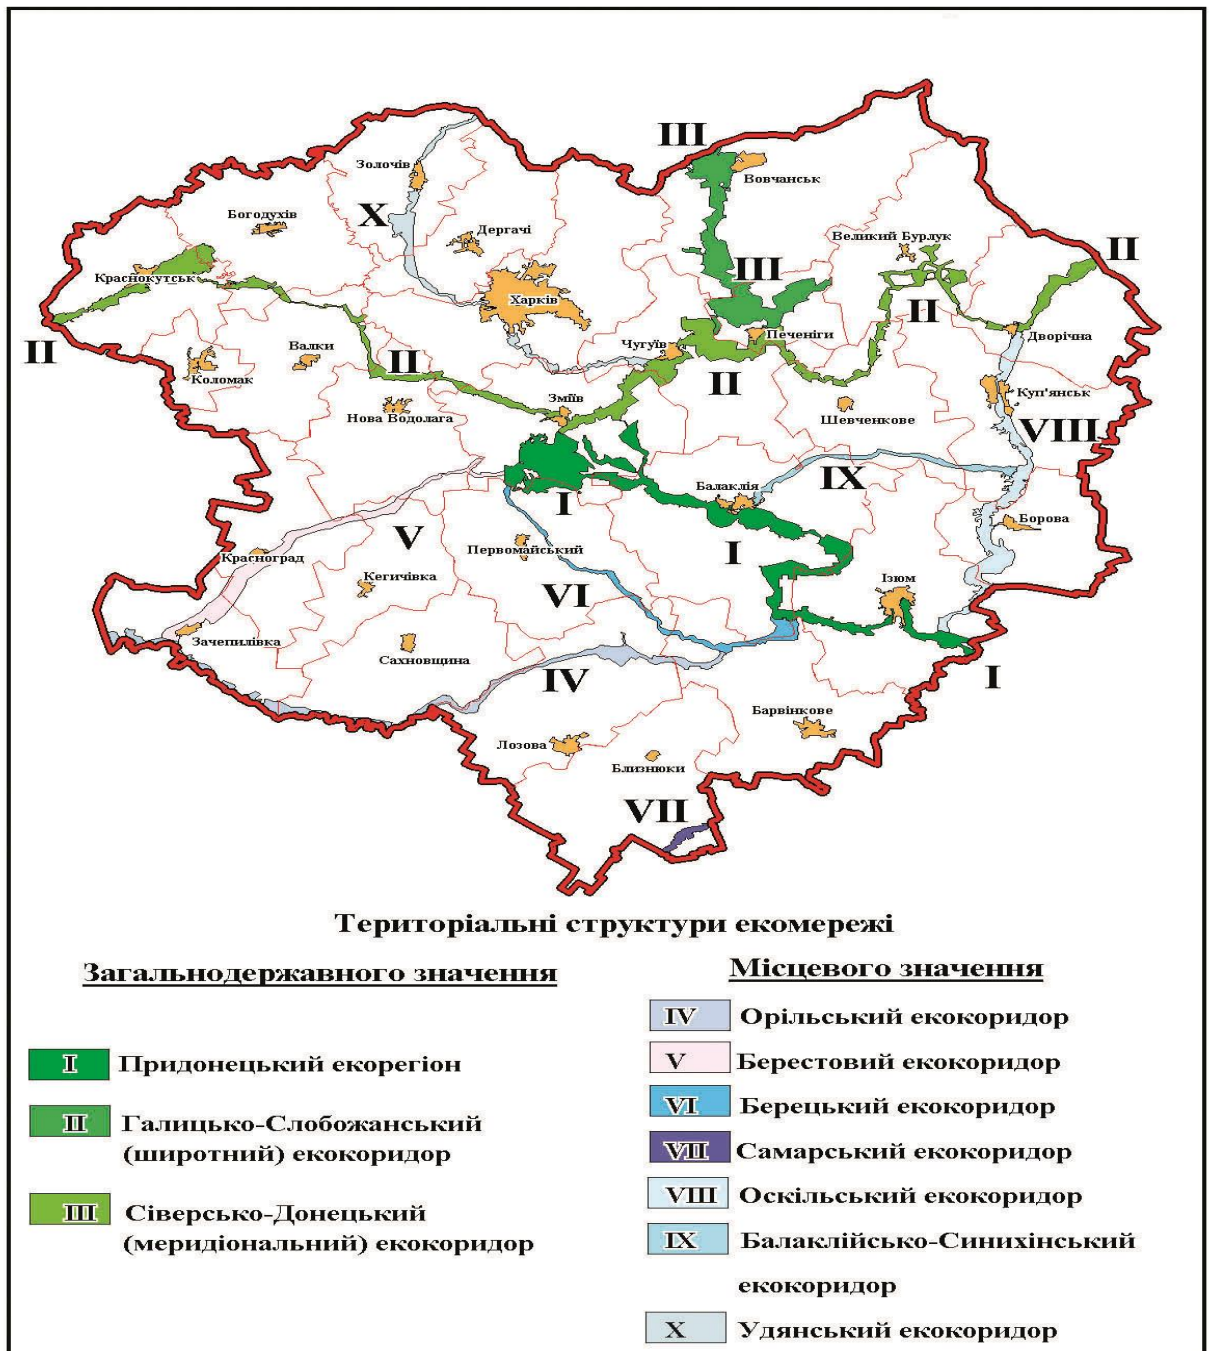 III
Золочів
Вовчанськ
X
Богодухів
Дергачі
Великий Бурлук
II
Краснокутськ
III
Харків
II
II
Валки
Чугуїв
Печеніги
Дворічна
Коломак
II
II
Куп'янськ
Нова Водолага
Зміїв
Шевченкове
VIII
Балаклія
IX
I
Борова
V
Первомайський
I
Красноград
Кегичівка
VI
Ізюм
Зачепилівка
Сахновщина
IV
I
Барвінкове
Лозова
Близнюки
VII
Територіальні структури екомережі
Загальнодержавного значення
I Придонецький екорегіон
II Галицько-Слобожанський
(широтний) екокоридор
III Сіверсько-Донецький
(меридіональний) екокоридор
Місцевого значення
IV Орільський екокоридор
V Берестовий екокоридор
VI Берецький екокоридор
VII Самарський екокоридор
VIII Оскільський екокоридор
IX Балаклійсько-Синихінський
екокоридор
X Удянський екокоридор